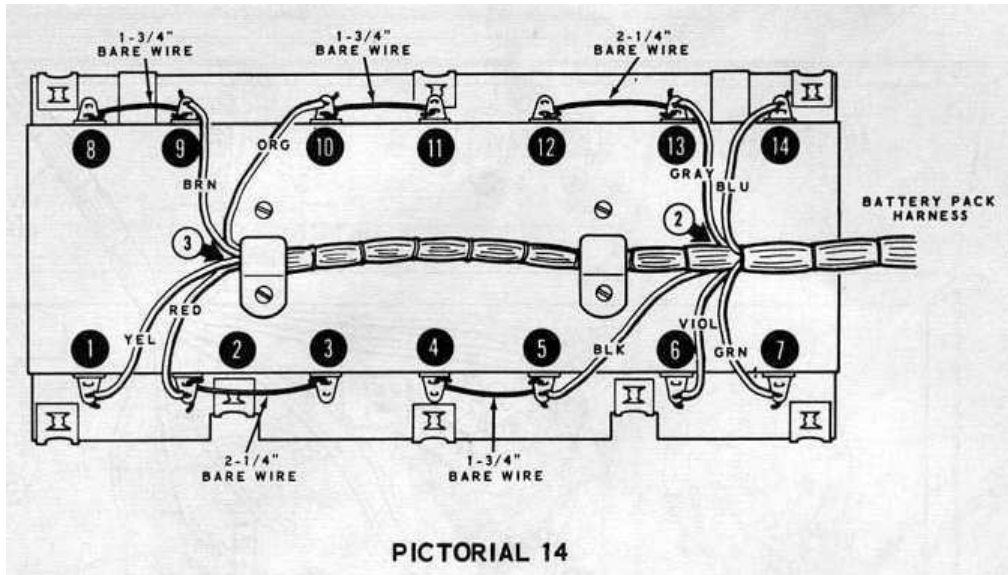 1-3/4"
BARE WIRE
1-3/4"
BARE WIRE
2-1/4"
BARE WIRE
8
9
10
11
12
13
14
ORG
BRN
GRAY
BLU
BATTERY PACK
HARNESS
3
2
YEL
RED
BLK
VIOL
GRN
1
2
3
4
5
6
7
2-1/4"
BARE WIRE
1-3/4"
BARE WIRE
PICTORIAL 14